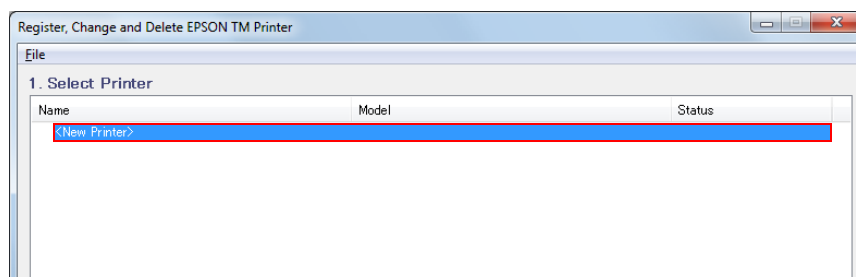 Register, Change and Delete EPSON TM Printer
File
1. Select Printer
Name Model Status
<New Printer>